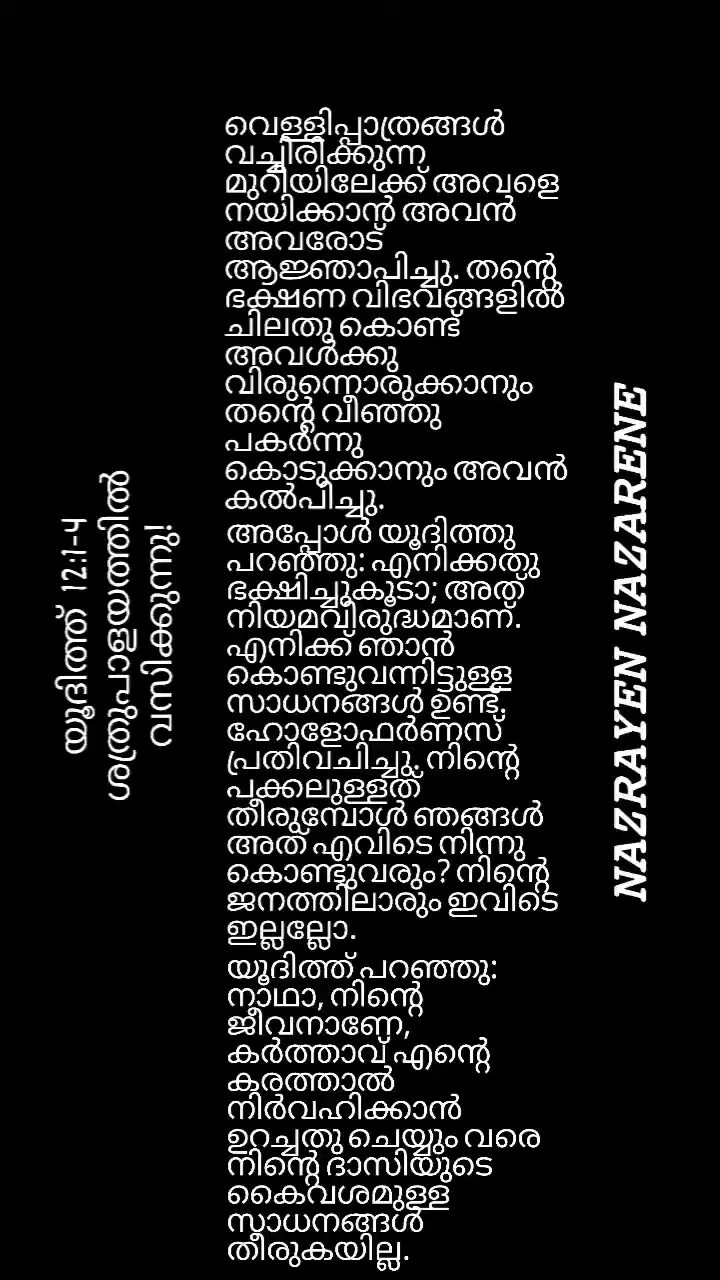 യൂദിത്ത് 12:1-4
ശത്രുപാളയത്തിൽ
വസിക്കുന്നു!
വെള്ളിപ്പാത്രങ്ങൾ
വച്ചിരിക്കുന്ന
മുറിയിലേക്ക് അവളെ
നയിക്കാൻ അവൻ
അവരോട്
ആജ്ഞാപിച്ചു. തന്റെ
ഭക്ഷണ വിഭവങ്ങളിൽ
ചിലതു കൊണ്ട്
അവൾക്കു
വിരുന്നൊരുക്കാനും
തന്റെ വീഞ്ഞു
പകർന്നു
കൊടുക്കാനും അവൻ
കൽപിച്ചു.
അപ്പോൾ യൂദിത്തു
പറഞ്ഞു: എനിക്കതു
ഭക്ഷിച്ചുകൂടാ; അത്
നിയമവിരുദ്ധമാണ്.
എനിക്ക് ഞാൻ
കൊണ്ടുവന്നിട്ടുള്ള
സാധനങ്ങൾ ഉണ്ട്.
ഹോളോഫർണസ്
പ്രതിവചിച്ചു. നിന്റെ
പക്കലുള്ളത്
തീരുമ്പോൾ ഞങ്ങൾ
അത് എവിടെ നിന്നു
കൊണ്ടുവരും? നിന്റെ
ജനത്തിലാരും ഇവിടെ
ഇല്ലല്ലോ.
യൂദിത്ത് പറഞ്ഞു:
നാഥാ, നിന്റെ
ജീവനാണേ,
കർത്താവ് എന്റെ
കരത്താൽ
നിർവഹിക്കാൻ
ഉറച്ചതു ചെയ്യും വരെ
നിന്റെ ദാസിയുടെ
കൈവശമുള്ള
സാധനങ്ങൾ
തീരുകയില്ല.
NAZRAYEN NAZARENE